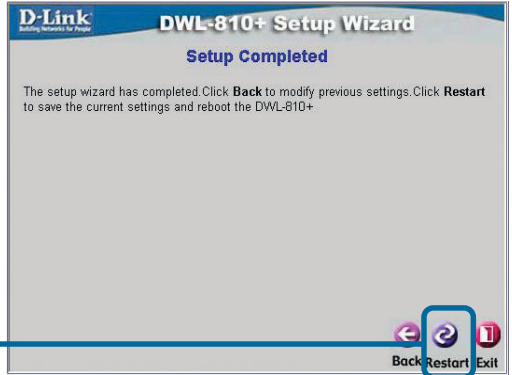 D-Link
Building Networks for People
DWL-810+ Setup Wizard
Setup Completed
The setup wizard has completed.Click Back to modify previous settings.Click Restart
to save the current settings and reboot the DWL-810+
Back Restart Exit